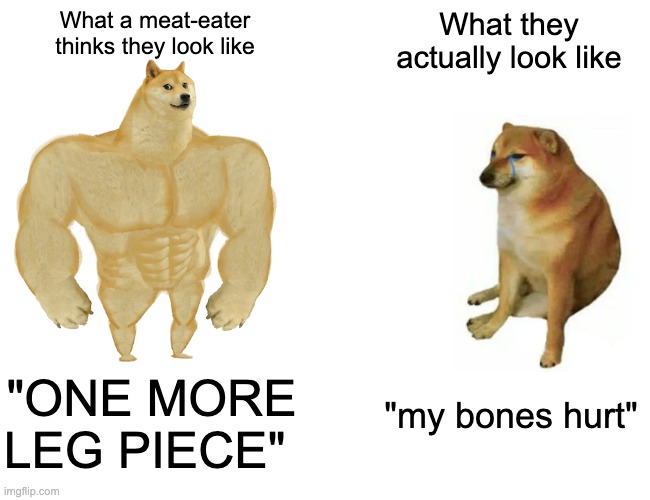 What a meat-eater
thinks they look like
What they
actually look like
"ONE MORE
LEG PIECE"
"my bones hurt"
imgflip.com